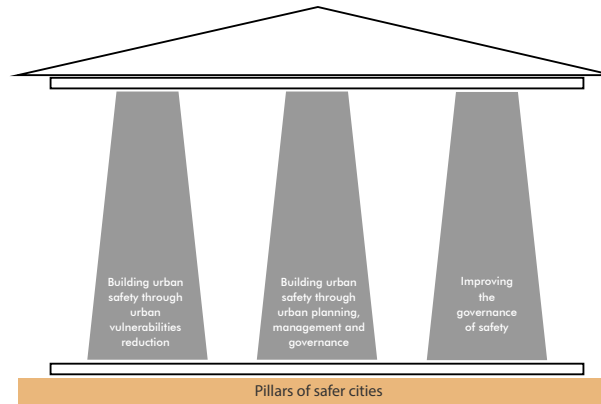 Building urban
safety through
urban
vulnerabilities
reduction
Building urban
safety through
urban planning,
management and
governance
Improving
the
governance
of safety
Pillars of safer cities